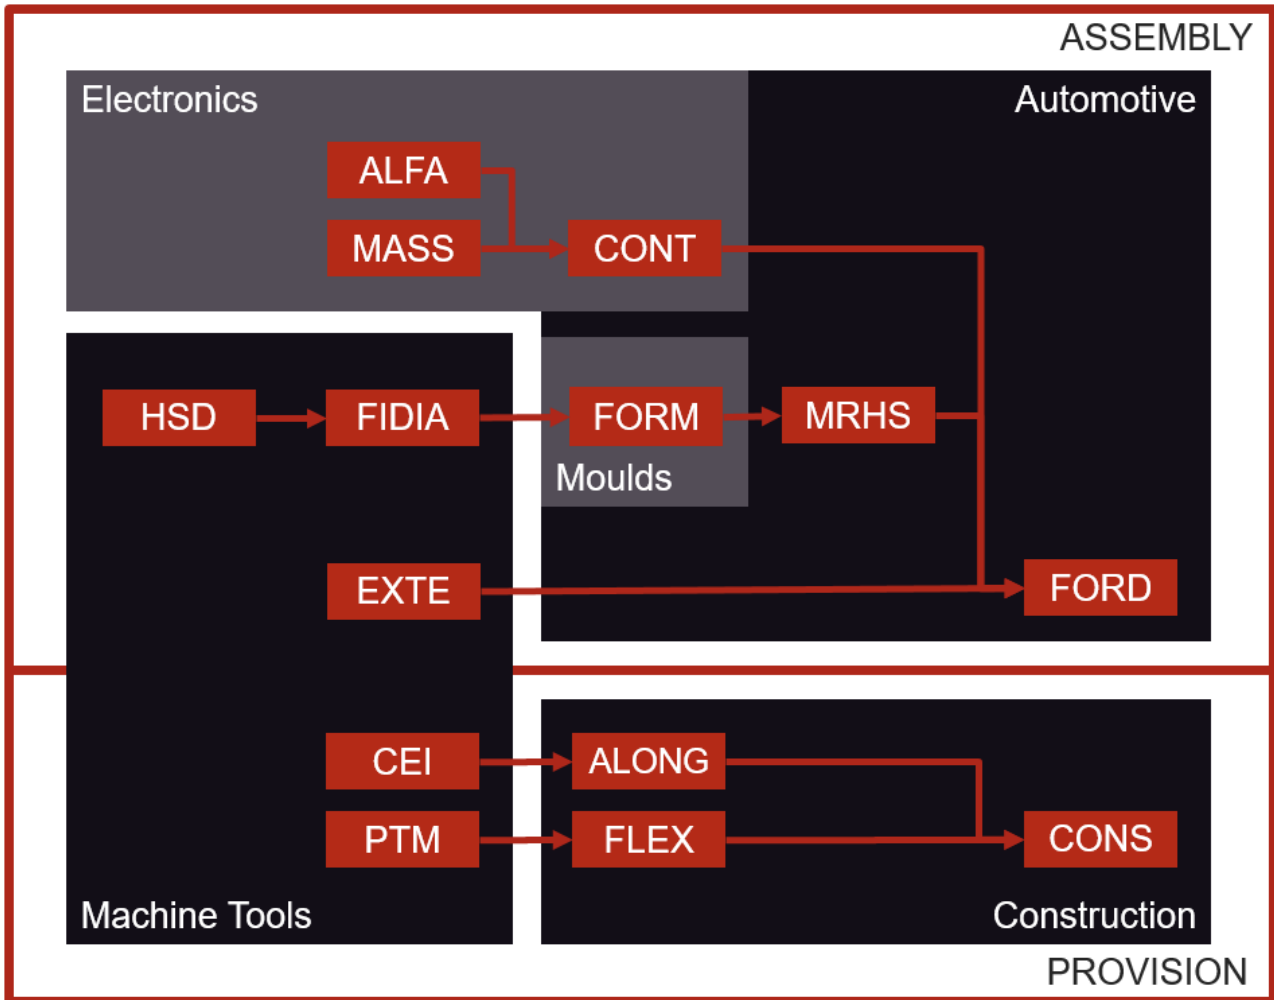 ASSEMBLY
Electronics
Automotive
ALFA
MASS
CONT
HSD
FIDIA
FORM
MRHS
Moulds
EXTE
FORD
CEI
ALONG
PTM
FLEX
CONS
Machine Tools
Construction
PROVISION